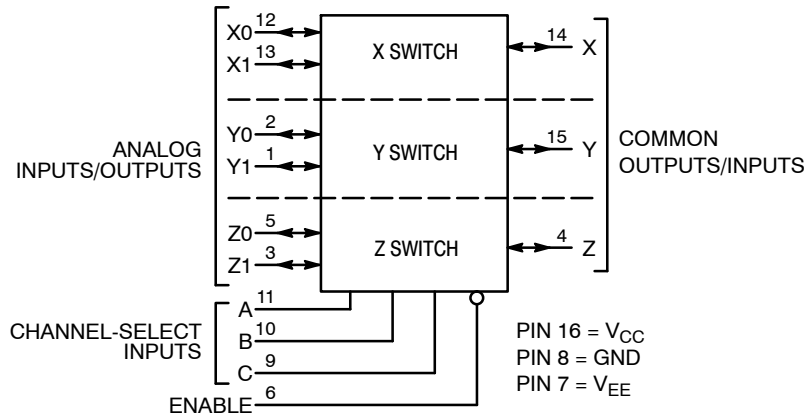 X0 12
X1 13
X SWITCH
14 X
ANALOG
INPUTS/OUTPUTS
Y0 2
Y1 1
Y SWITCH
15 Y
COMMON
OUTPUTS/INPUTS
Z0 5
Z1 3
Z SWITCH
4 Z
CHANNEL-SELECT
INPUTS
A 11
B 10
C 9
ENABLE 6
PIN 16 = VCC
PIN 8 = GND
PIN 7 = VEE